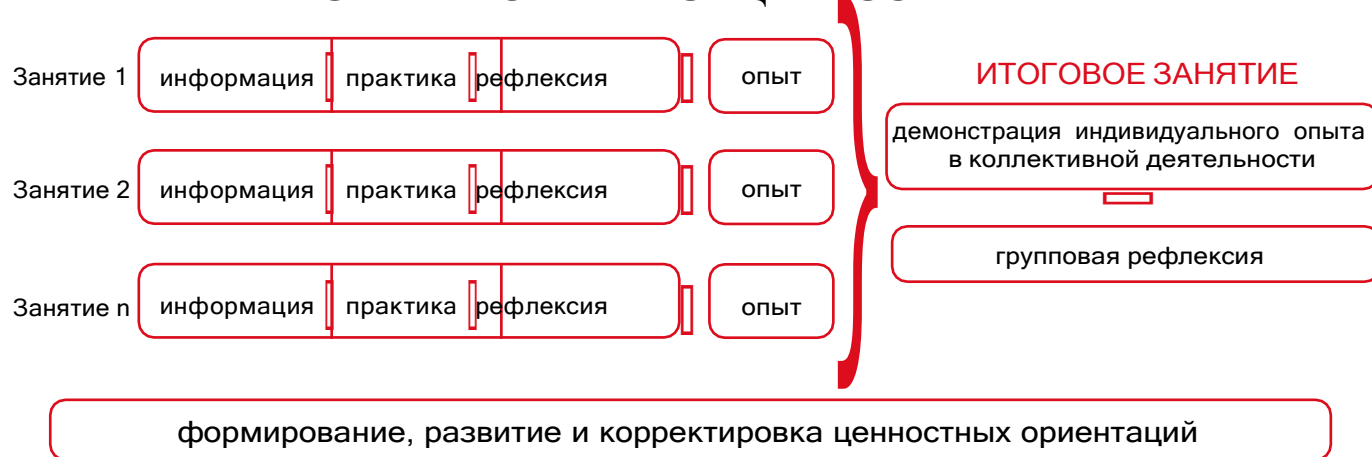 Занятие 1 информация практика рефлексия опыт
Занятие 2 информация практика рефлексия опыт
Занятие n информация практика рефлексия опыт
ИТОГОВОЕ ЗАНЯТИЕ
демонстрация индивидуального опыта
в коллективной деятельности
групповая рефлексия
формирование, развитие и корректировка ценностных ориентаций